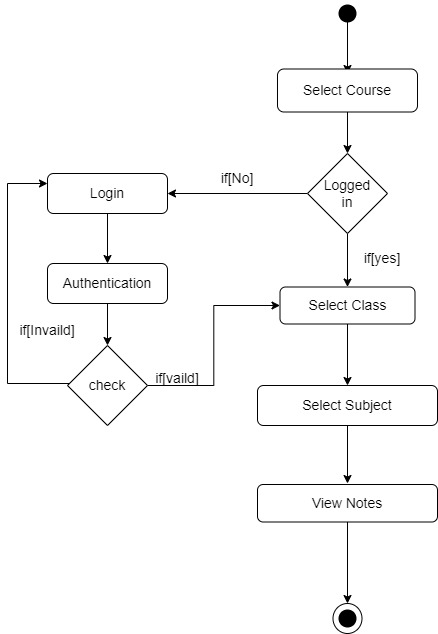 Select Course
Logged
in
if[No]
Login
if[yes]
Authentication
Select Class
if[Invaild]
check
if[vaild]
Select Subject
View Notes